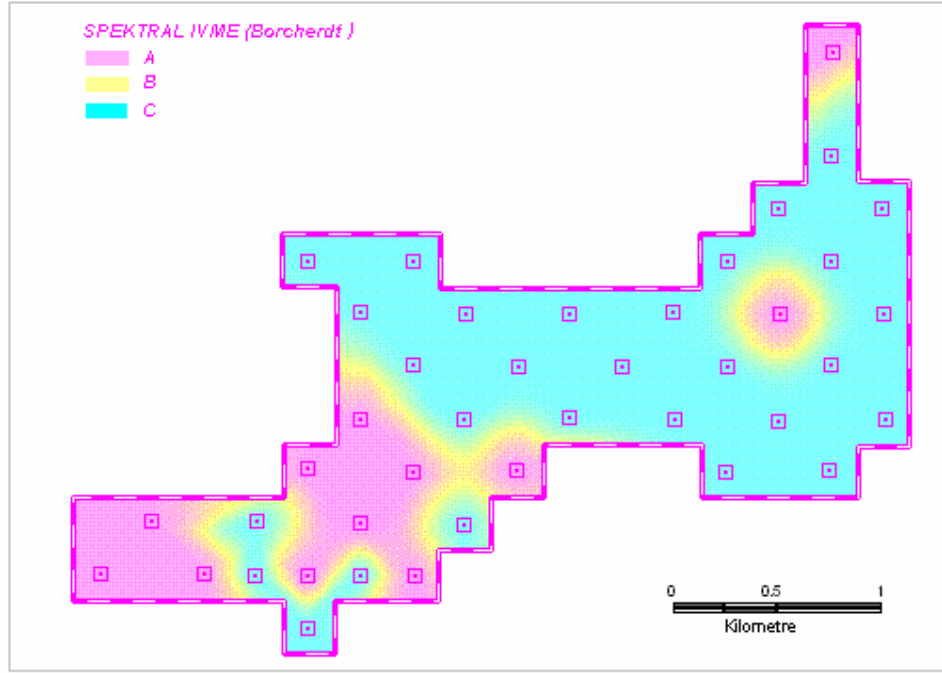 SPEKTRAL IVME (Borcherdt )
A
B
C
0 0.5 1
Kilometre